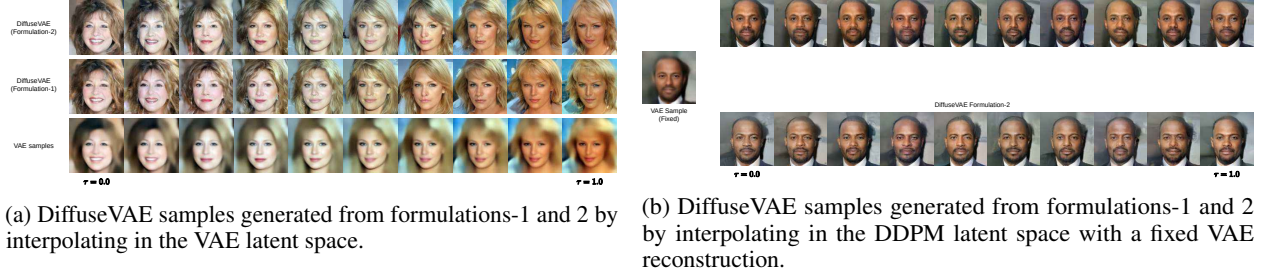 DiffuseVAE
(Formulation-2)
DiffuseVAE
(Formulation-1)
VAE samples
τ = 0.0
τ = 1.0
(a) DiffuseVAE samples generated from formulations-1 and 2 by
interpolating in the VAE latent space.
VAE Sample
(Fixed)
DiffuseVAE Formulation-2
τ = 0.0
τ = 1.0
(b) DiffuseVAE samples generated from formulations-1 and 2
by interpolating in the DDPM latent space with a fixed VAE
reconstruction.